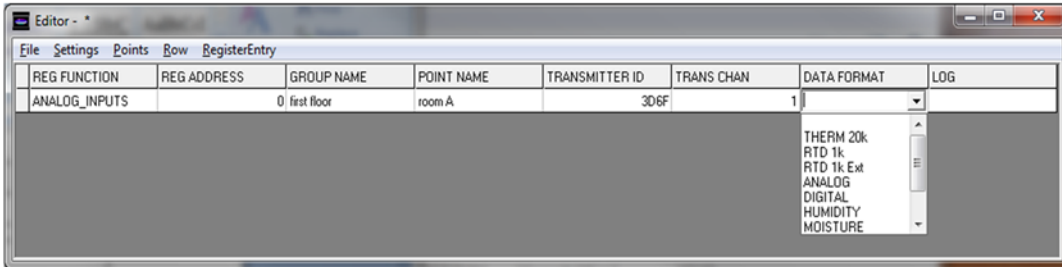 Editor - *
File Settings Points Row RegisterEntry
REG FUNCTION REG ADDRESS GROUP NAME POINT NAME TRANSMITTER ID TRANS CHAN DATA FORMAT LOG
ANALOG_INPUTS 0 first floor room A 3D6F 1
THERM 20k
RTD 1k
RTD 1k Ext
ANALOG
DIGITAL
HUMIDITY
MOISTURE